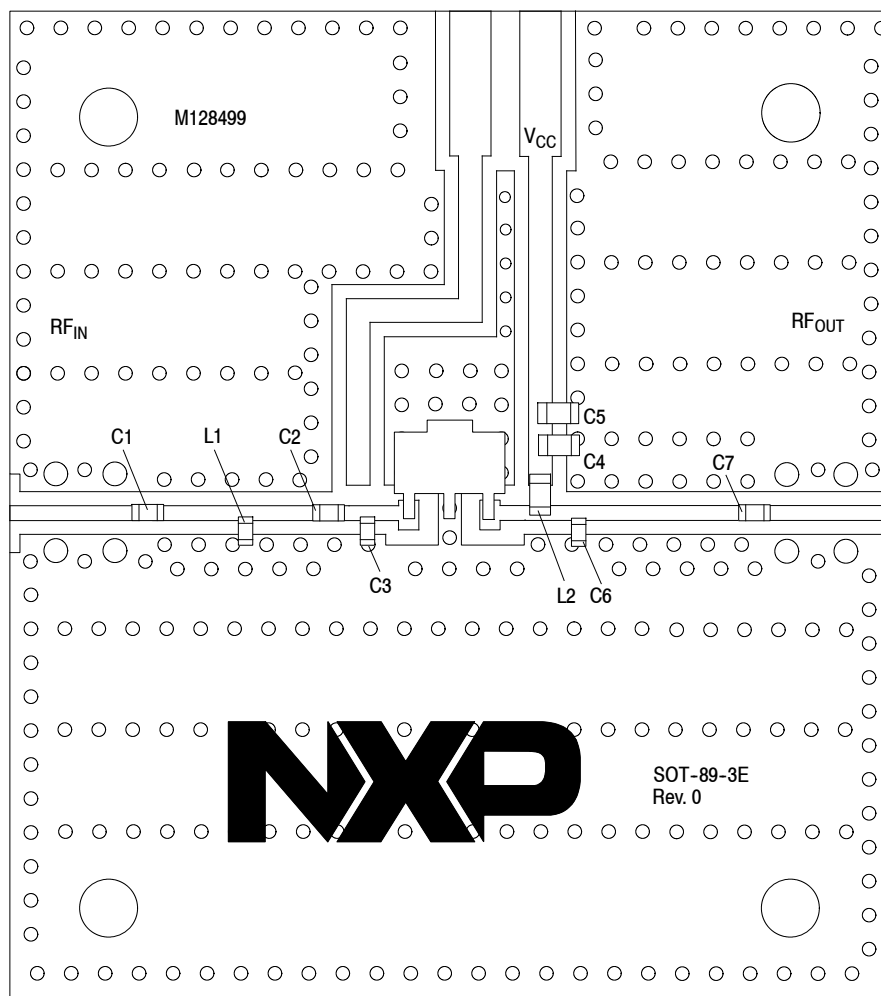 M128499
VCC
RFIN
RFOUT
C5
C4
C1
L1
C2
C7
C3
L2
C6
NXP
SOT-89-3E
Rev. 0